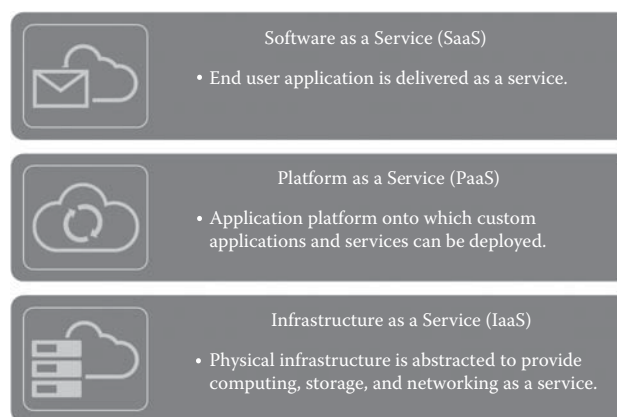 Software as a Service (SaaS)
• End user application is delivered as a service.
Platform as a Service (PaaS)
• Application platform onto which custom
applications and services can be deployed.
Infrastructure as a Service (IaaS)
• Physical infrastructure is abstracted to provide
computing, storage, and networking as a service.